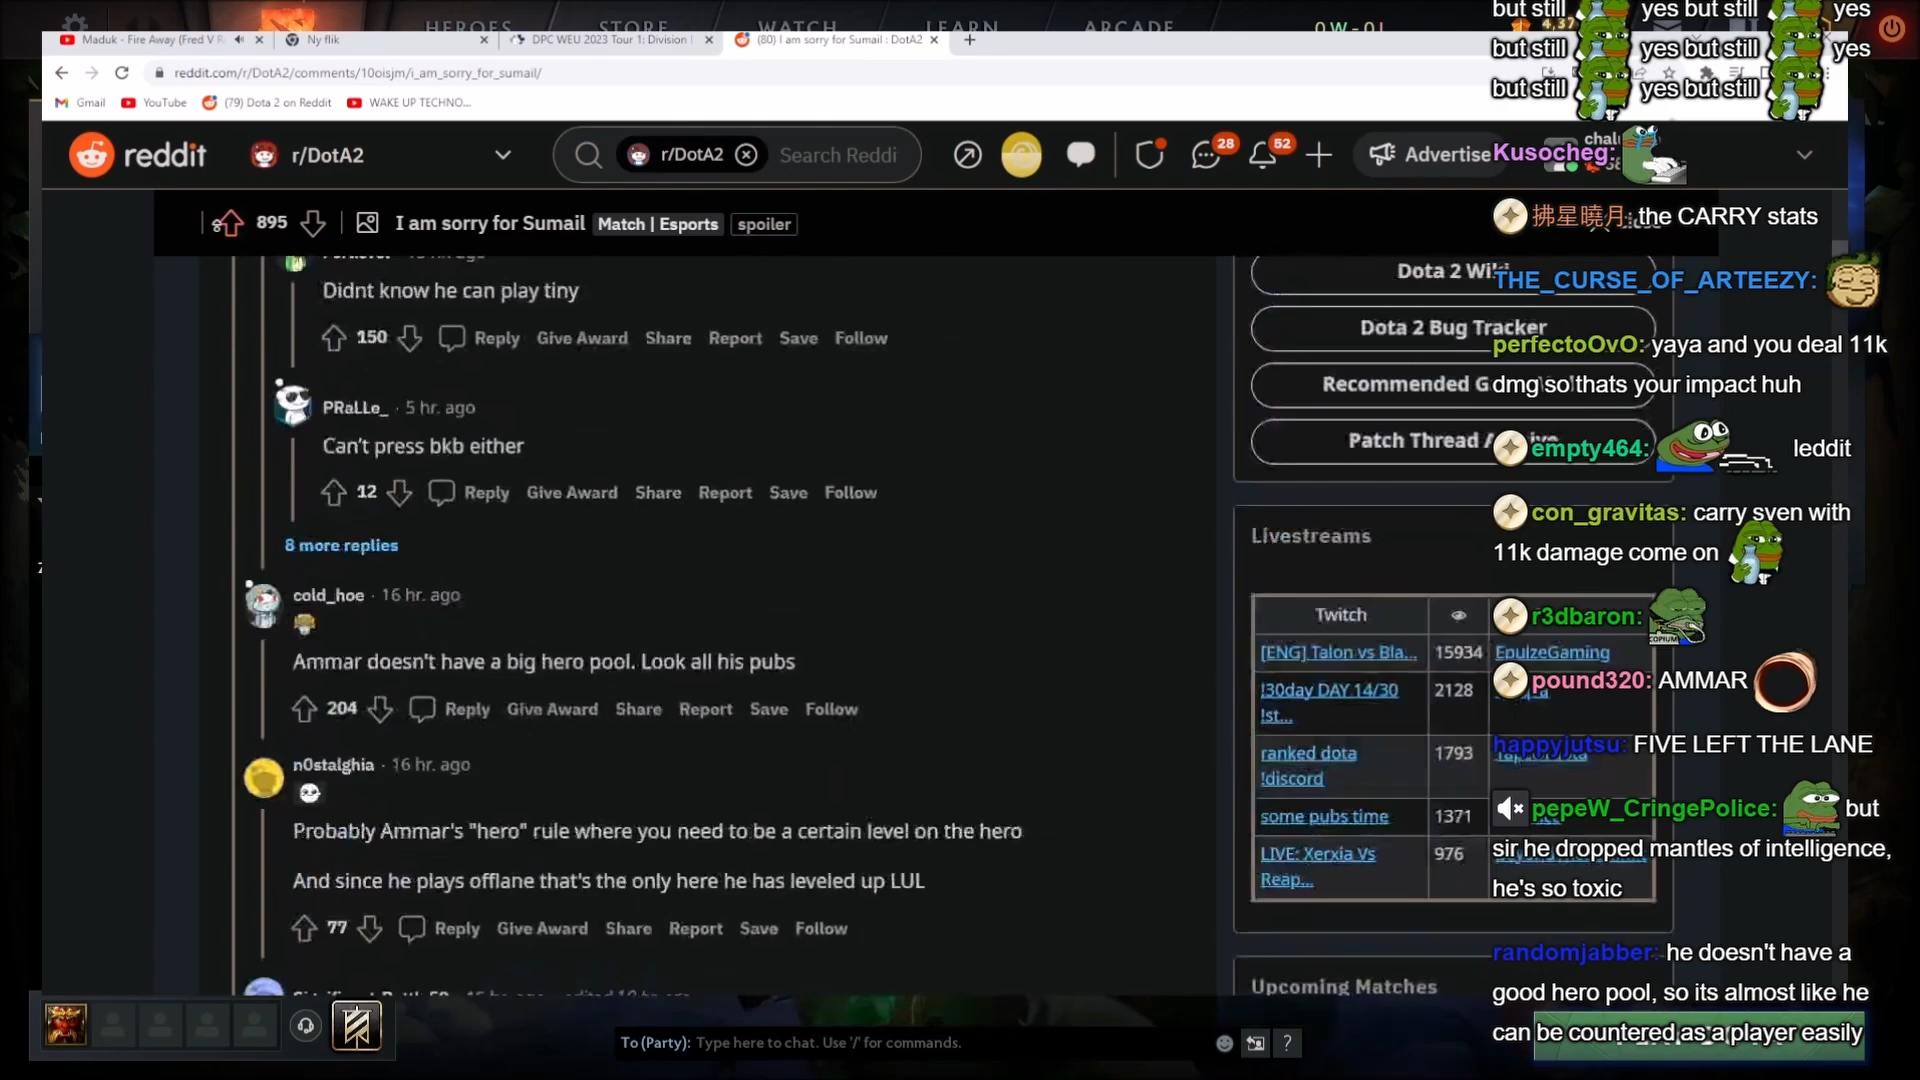 HEROES STORE WATCH LEARN ARCADE 0W-0L 4,37
Maduk - Fire Away (Fred V R
Ny flik
DPC WEU 2023 Tour 1: Division I
(80) I am sorry for Sumail : DotA2
reddit.com/r/DotA2/comments/10oisjm/i_am_sorry_for_sumail/
Gmail YouTube (79) Dota 2 on Reddit WAKE UP TECHNO...
reddit r/DotA2 r/DotA2 Search Reddi 28 52 Advertise
895 I am sorry for Sumail Match | Esports spoiler
Didnt know he can play tiny
150 Reply Give Award Share Report Save Follow
PRaLLe_ · 5 hr. ago
Can't press bkb either
12 Reply Give Award Share Report Save Follow
8 more replies
cold_hoe · 16 hr. ago
Ammar doesn't have a big hero pool. Look all his pubs
204 Reply Give Award Share Report Save Follow
n0stalghia · 16 hr. ago
Probably Ammar's "hero" rule where you need to be a certain level on the hero
And since he plays offlane that's the only here he has leveled up LUL
77 Reply Give Award Share Report Save Follow
Dota 2 Wiki
Dota 2 Bug Tracker
Recommended G
Patch Thread A
Livestreams
Twitch
[ENG] Talon vs Bla... 15934 EpulzeGaming
!30day DAY 14/30 2128
!st...
ranked dota 1793
!discord
some pubs time 1371
LIVE: Xerxia Vs 976
Reap...
Upcoming Matches
but still yes but still yes
but still yes but still yes
but still yes but still
Kusocheg:
拂星曉月: the CARRY stats
THE_CURSE_OF_ARTEEZY:
perfectoOvO: yaya and you deal 11k
dmg so thats your impact huh
empty464: leddit
con_gravitas: carry sven with
11k damage come on
r3dbaron:
COPIUM
pound320: AMMAR
happyjutsu: FIVE LEFT THE LANE
pepeW_CringePolice: but
sir he dropped mantles of intelligence,
he's so toxic
randomjabber: he doesn't have a
good hero pool, so its almost like he
can be countered as a player easily
To (Party): Type here to chat. Use '/' for commands.
?